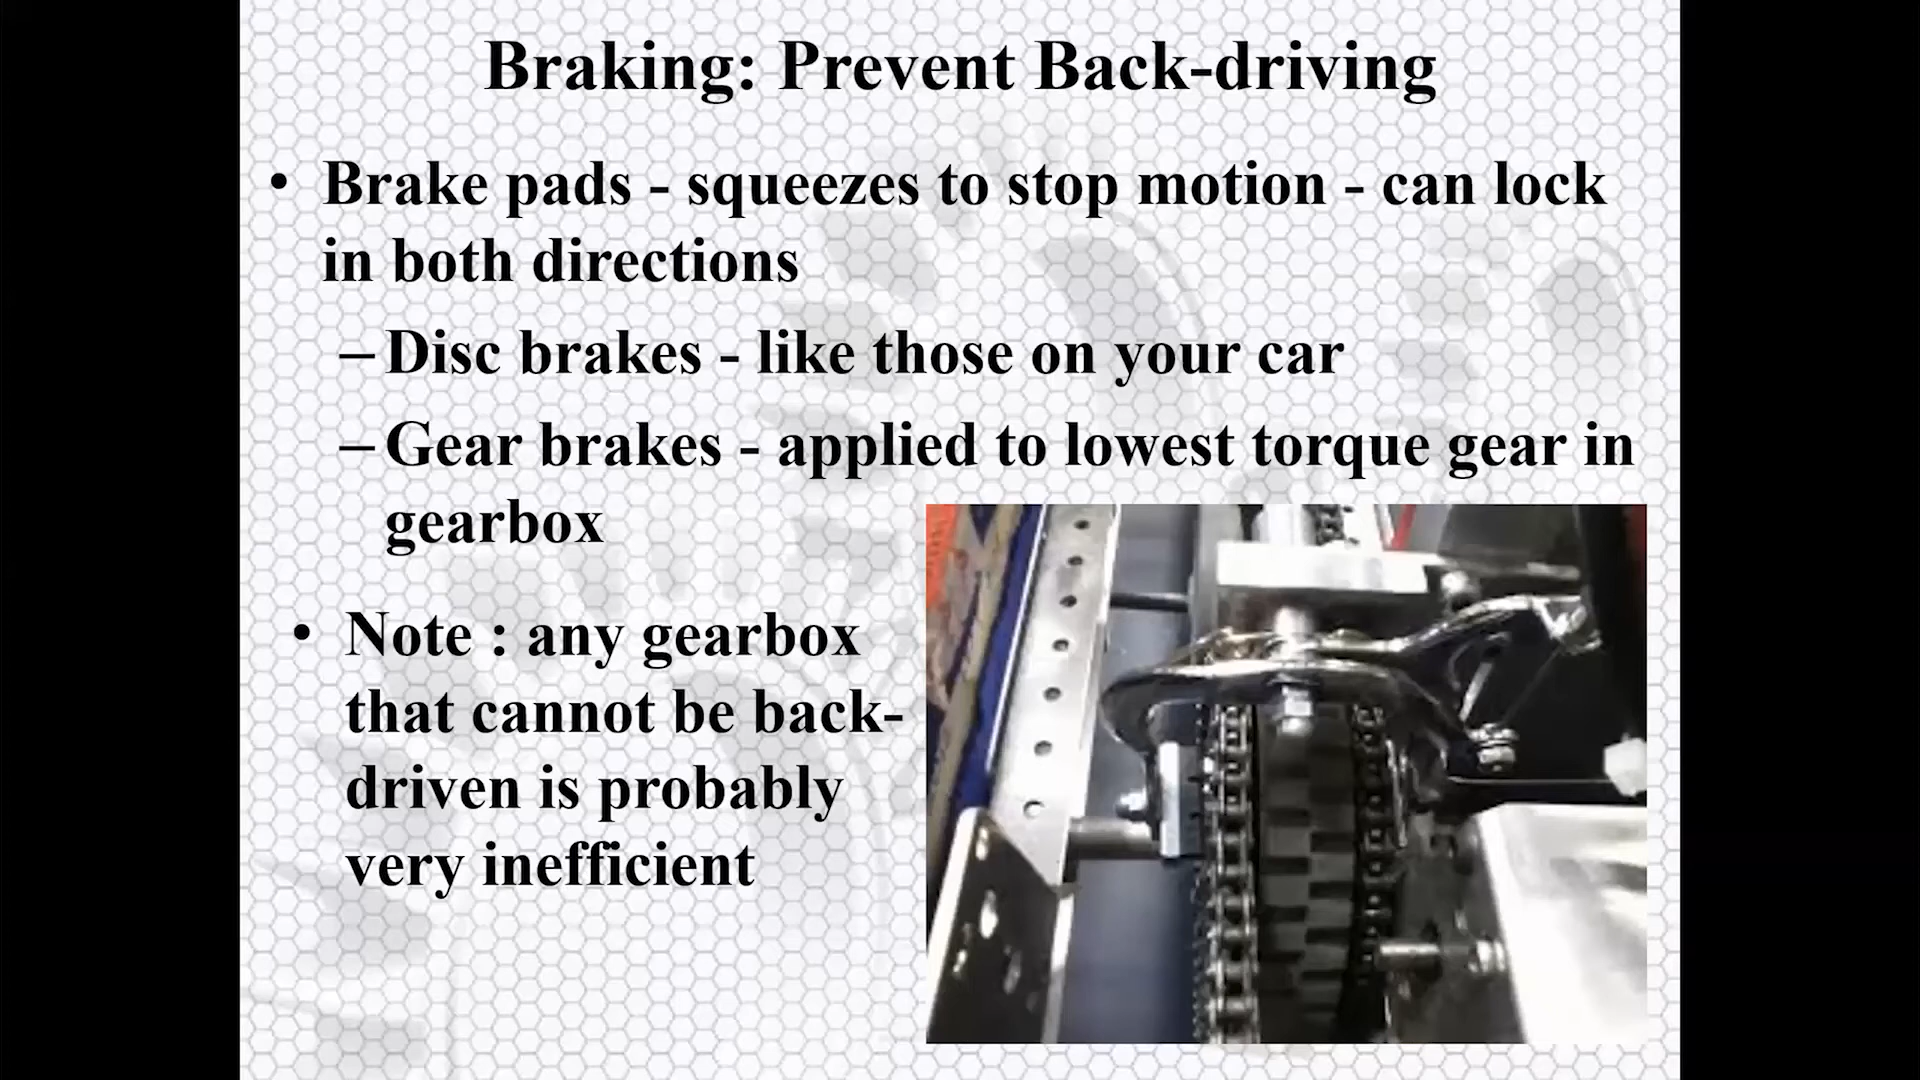 Braking: Prevent Back-driving
• Brake pads - squeezes to stop motion - can lock
in both directions
– Disc brakes - like those on your car
– Gear brakes - applied to lowest torque gear in
gearbox
• Note : any gearbox
that cannot be back-
driven is probably
very inefficient